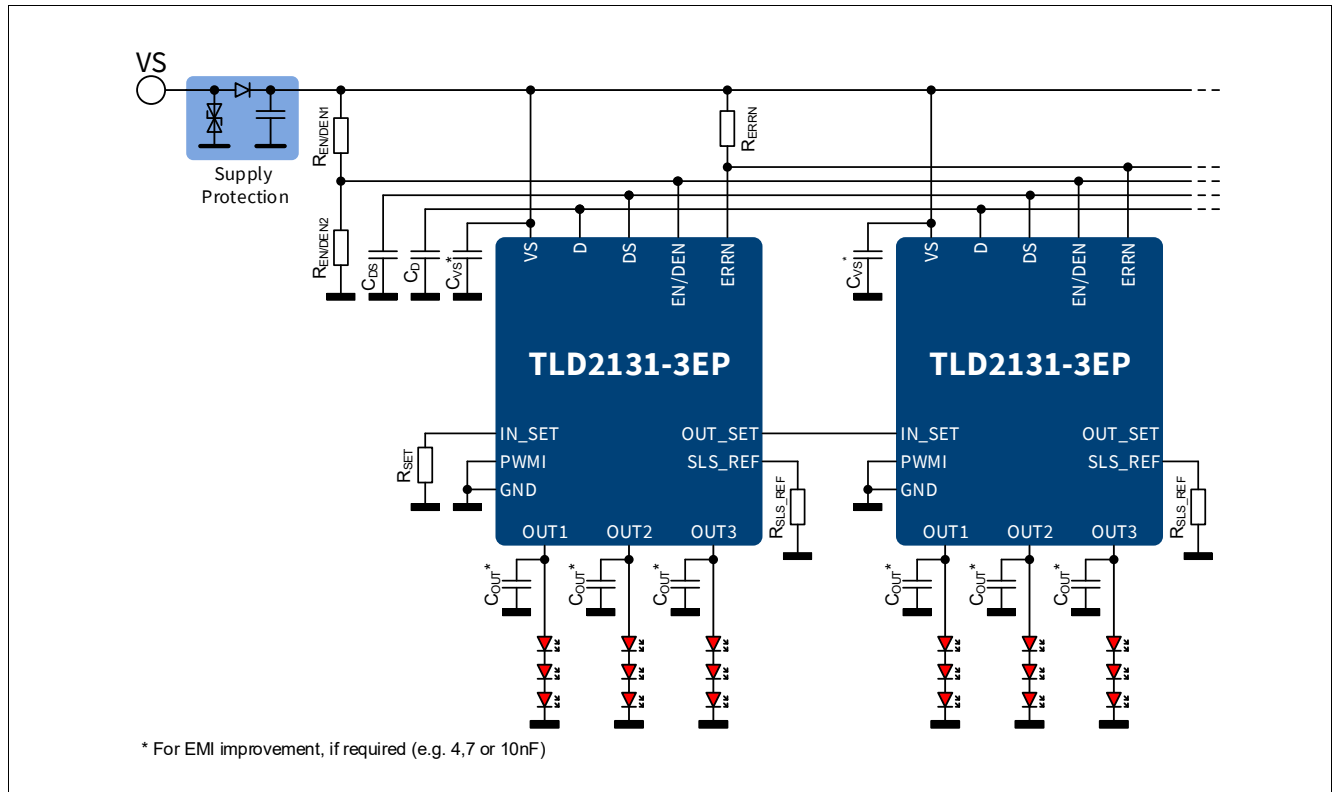 VS
Supply
Protection
REN/DEN1
REN/DEN2
CDS
CD
CVS*
RERRN
CVS*
VS
D
DS
EN/DEN
ERRN
VS
D
DS
EN/DEN
ERRN
TLD2131-3EP
TLD2131-3EP
RSET
IN_SET
OUT_SET
IN_SET
OUT_SET
PWMI
SLS_REF
PWMI
SLS_REF
GND
GND
RSLS_REF
RSLS_REF
OUT1
OUT2
OUT3
OUT1
OUT2
OUT3
COUT*
COUT*
COUT*
COUT*
COUT*
COUT*
* For EMI improvement, if required (e.g. 4,7 or 10nF)